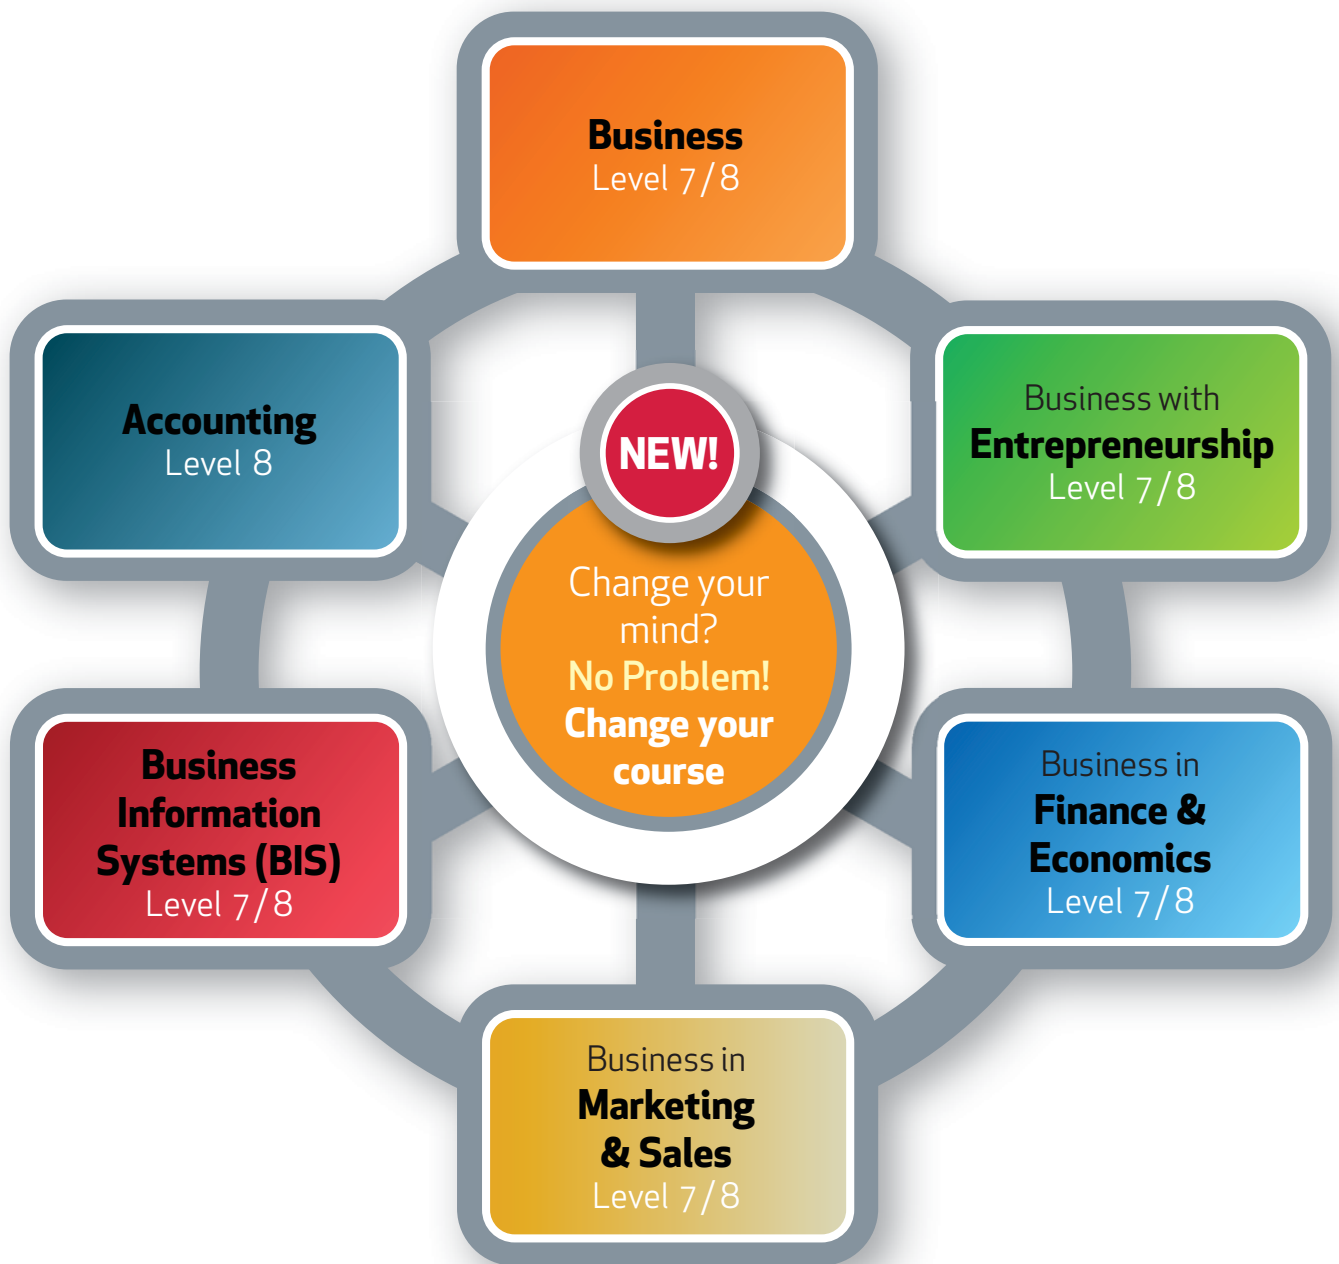 Business
Level 7/8
Accounting
Level 8
Business with
Entrepreneurship
Level 7/8
NEW!
Change your
mind?
No Problem!
Change your
course
Business
Information
Systems (BIS)
Level 7/8
Business in
Finance &
Economics
Level 7/8
Business in
Marketing
& Sales
Level 7/8